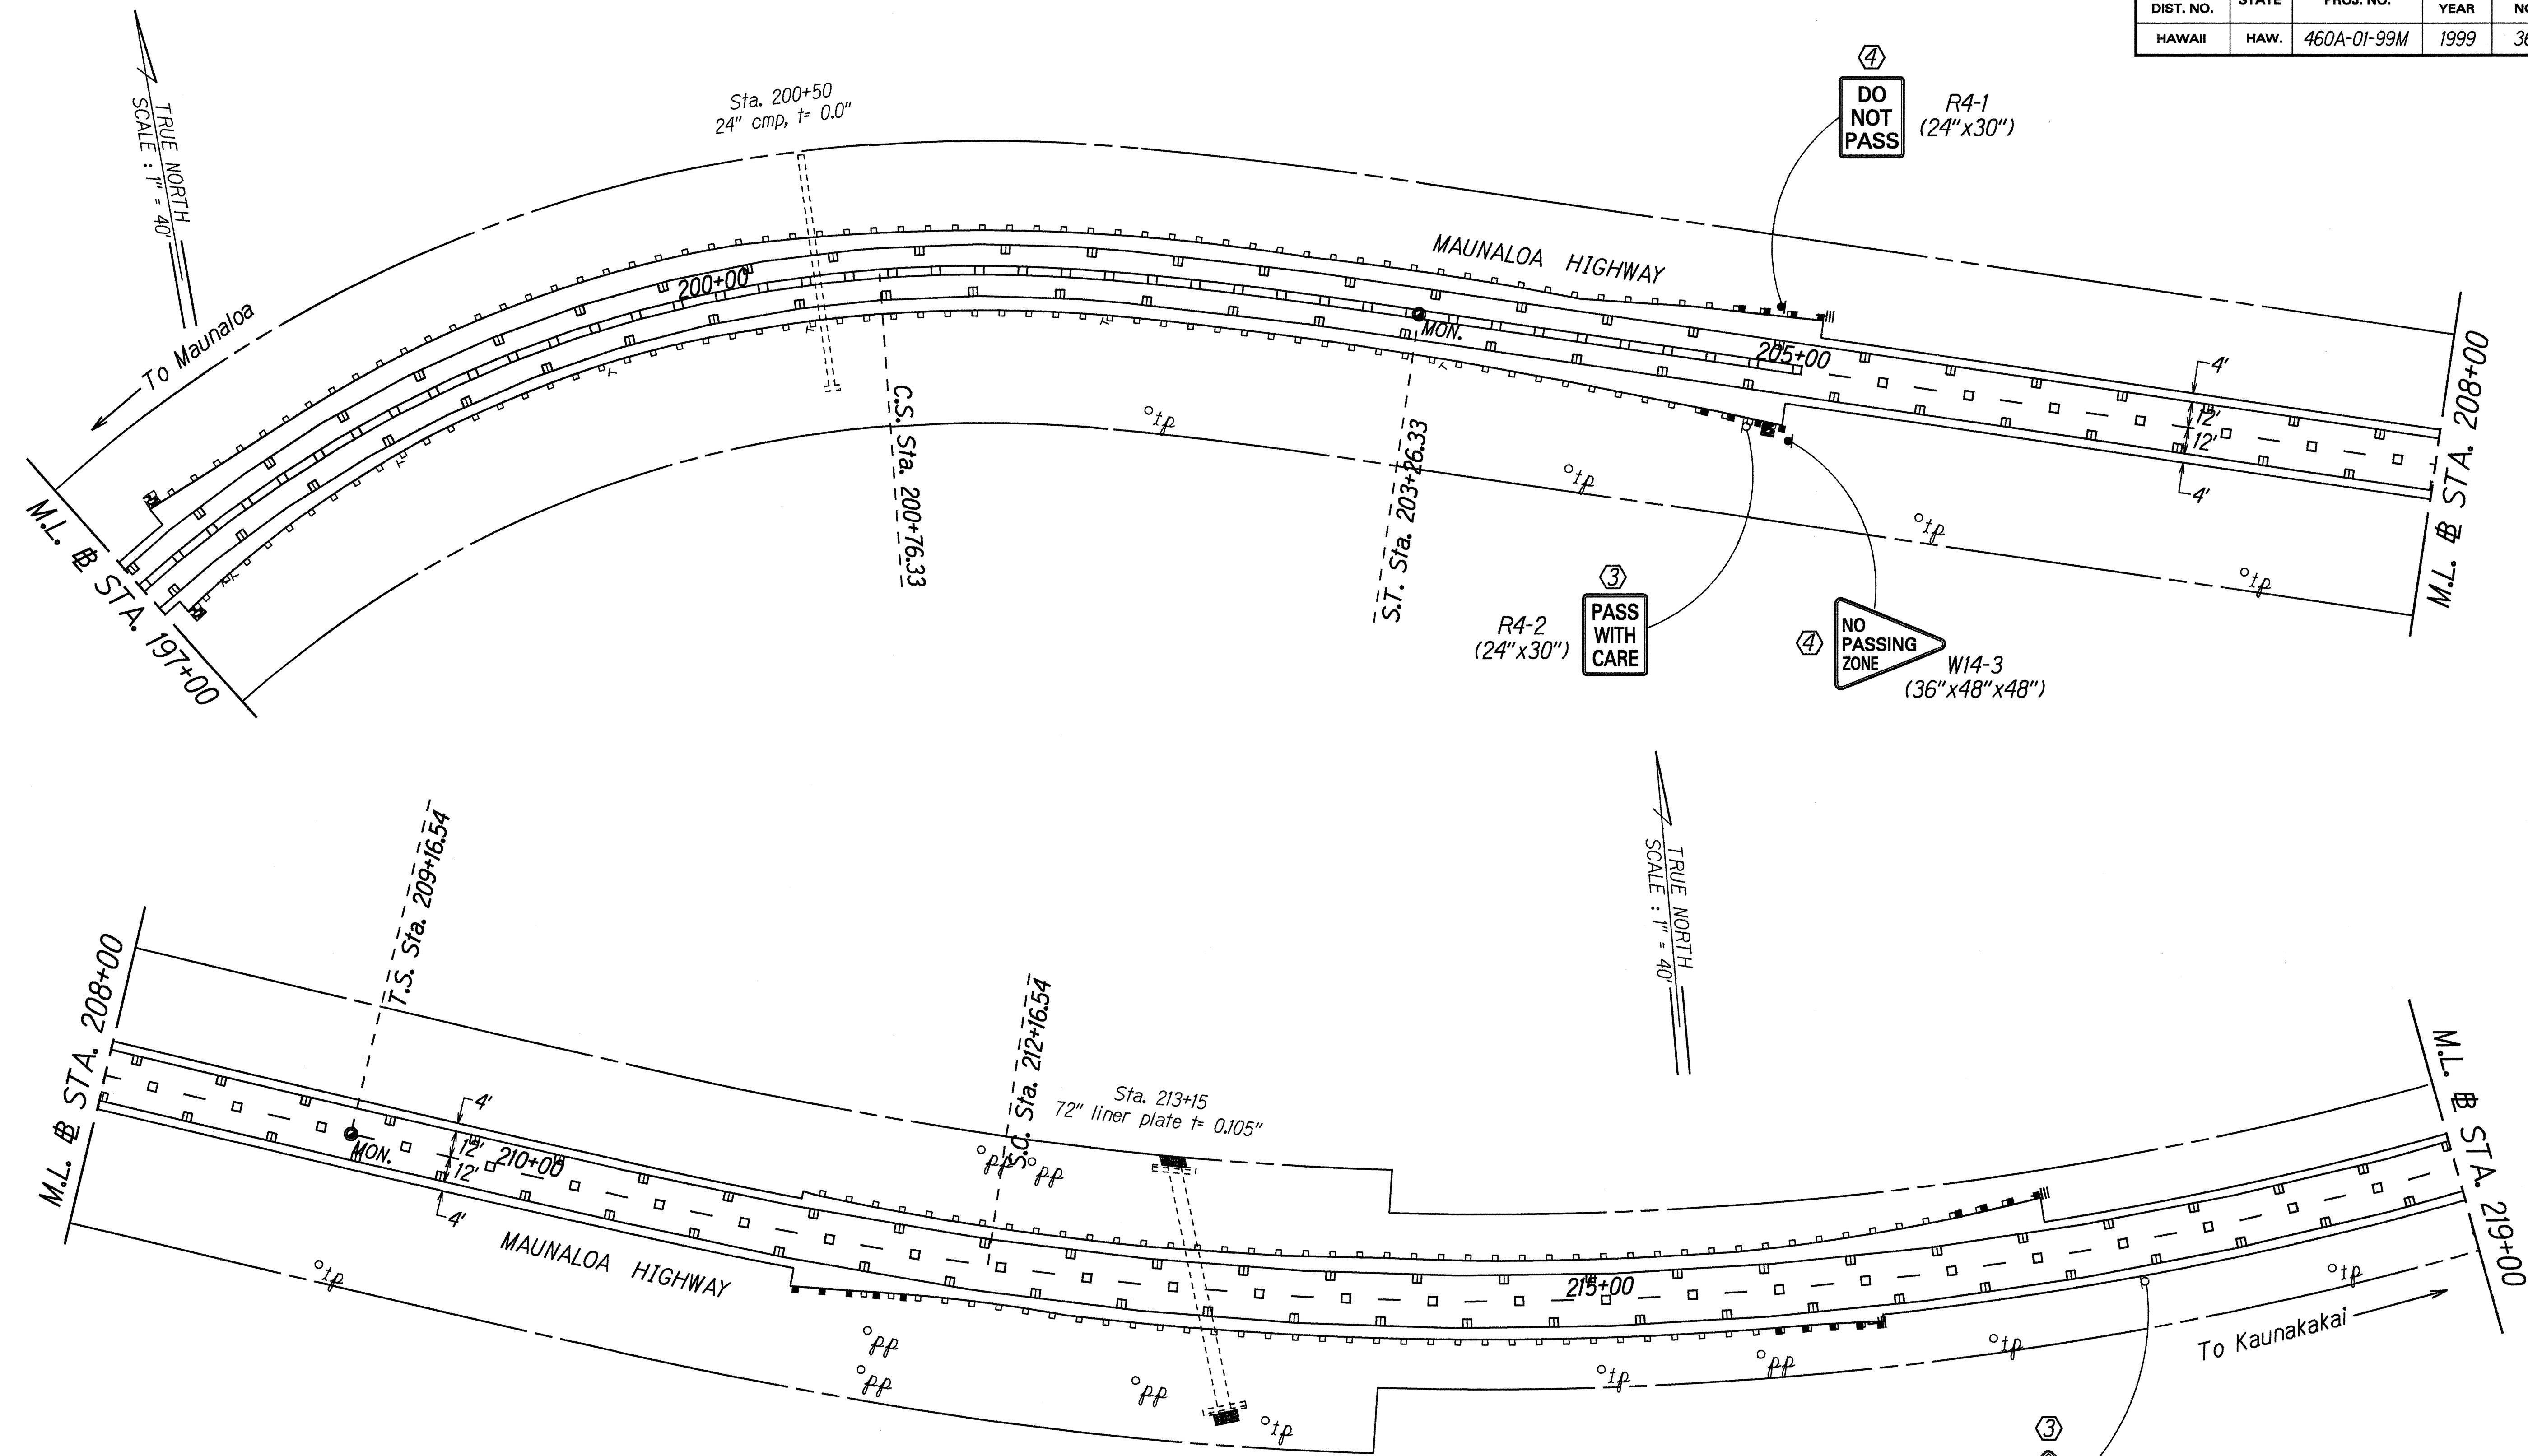 DIST. NO.
STATE
PROJ. NO.
YEAR
HAWAII
HAW.
460A-01-99M
1999
TRUE NORTH
SCALE : 1" = 40'
Sta. 200+50
24" cmp, t= 0.0"
4
DO
NOT
PASS
R4-1
(24"x30")
To Maunaloa
200+00
MAUNALOA HIGHWAY
MON.
205+00
4'
12'
12'
4'
M.L. B STA. 208+00
C.S. Sta. 200+76.33
S.T. Sta. 203+26.33
tp
tp
tp
tp
M.L. B STA. 197+00
3
PASS
WITH
CARE
R4-2
(24"x30")
4
NO
PASSING
ZONE
W14-3
(36"x48"x48")
TRUE NORTH
SCALE : 1" = 40'
M.L. B STA. 208+00
T.S. Sta. 209+16.54
MON.
4'
12'
12'
4'
210+00
MAUNALOA HIGHWAY
S.C. Sta. 212+16.54
Sta. 213+15
72" liner plate t= 0.105"
pp
pp
215+00
M.L. B STA. 219+00
tp
pp
pp
pp
tp
tp
pp
tp
tp
To Kaunakakai
3